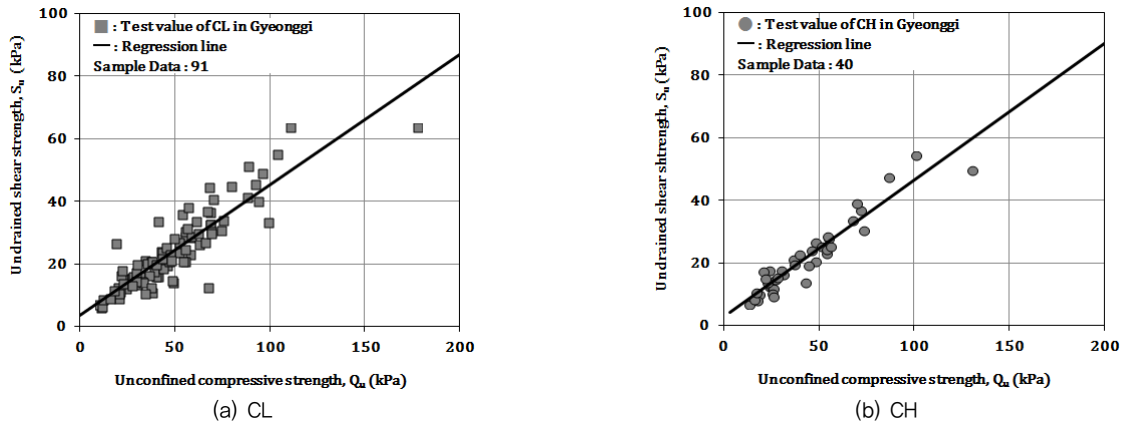 100
80
60
40
20
0
0
50
100
150
200
Undrained shear strength, Su (kPa)
Unconfined compressive strength, Qu (kPa)
: Test value of CL in Gyeonggi
: Regression line
Sample Data : 91
(a) CL
100
80
60
40
20
0
0
50
100
150
200
Undrained shear shtrength, Su (kPa)
Unconfined compressive strength, Qu (kPa)
: Test value of CH in Gyeonggi
: Regression line
Sample Data : 40
(b) CH